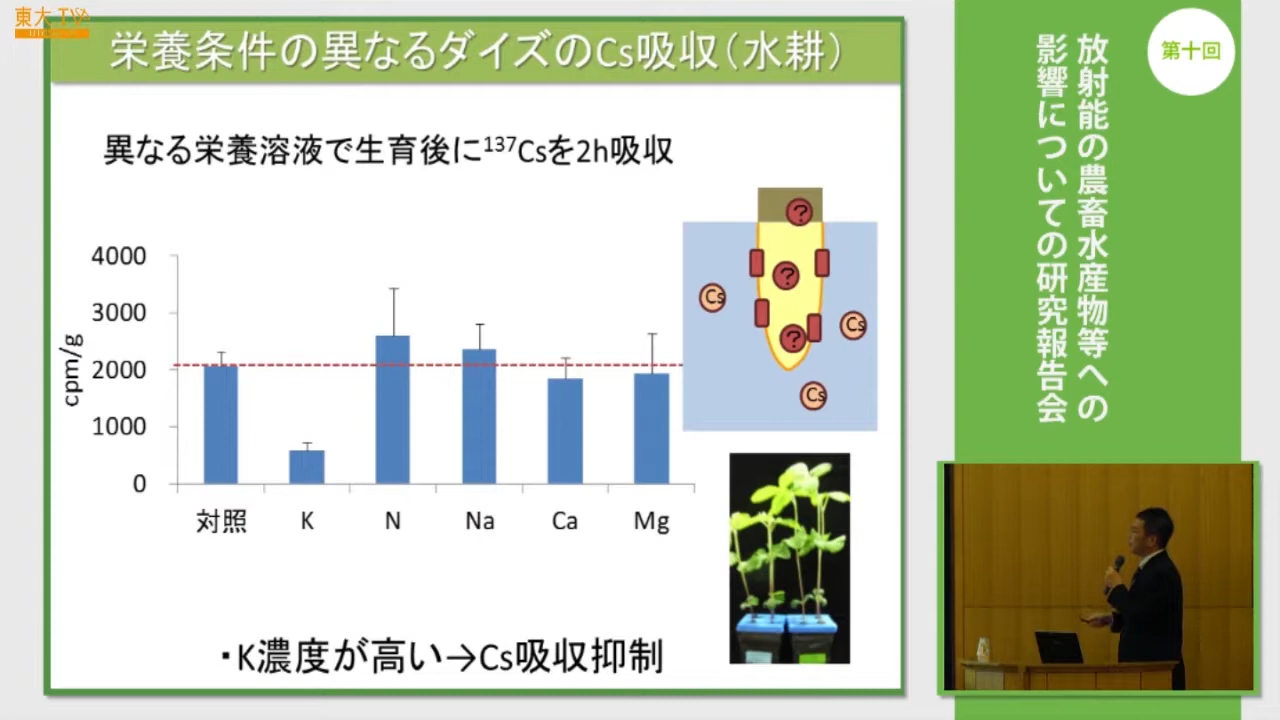 東大TV
栄養条件の異なるダイズのCs吸収（水耕）
異なる栄養溶液で生育後に¹³⁷Csを2h吸収
cpm/g
4000
3000
2000
1000
0
対照 K N Na Ca Mg
?
?
?
Cs
Cs
Cs
・K濃度が高い→Cs吸収抑制
第十回
放射能の農畜水産物等への
影響についての研究報告会